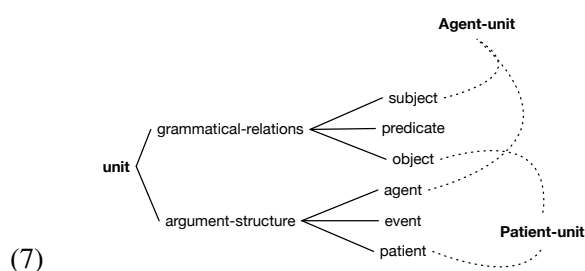 Agent-unit
subject
grammatical-relations
predicate
object
unit
agent
argument-structure
event
Patient-unit
patient
(7)